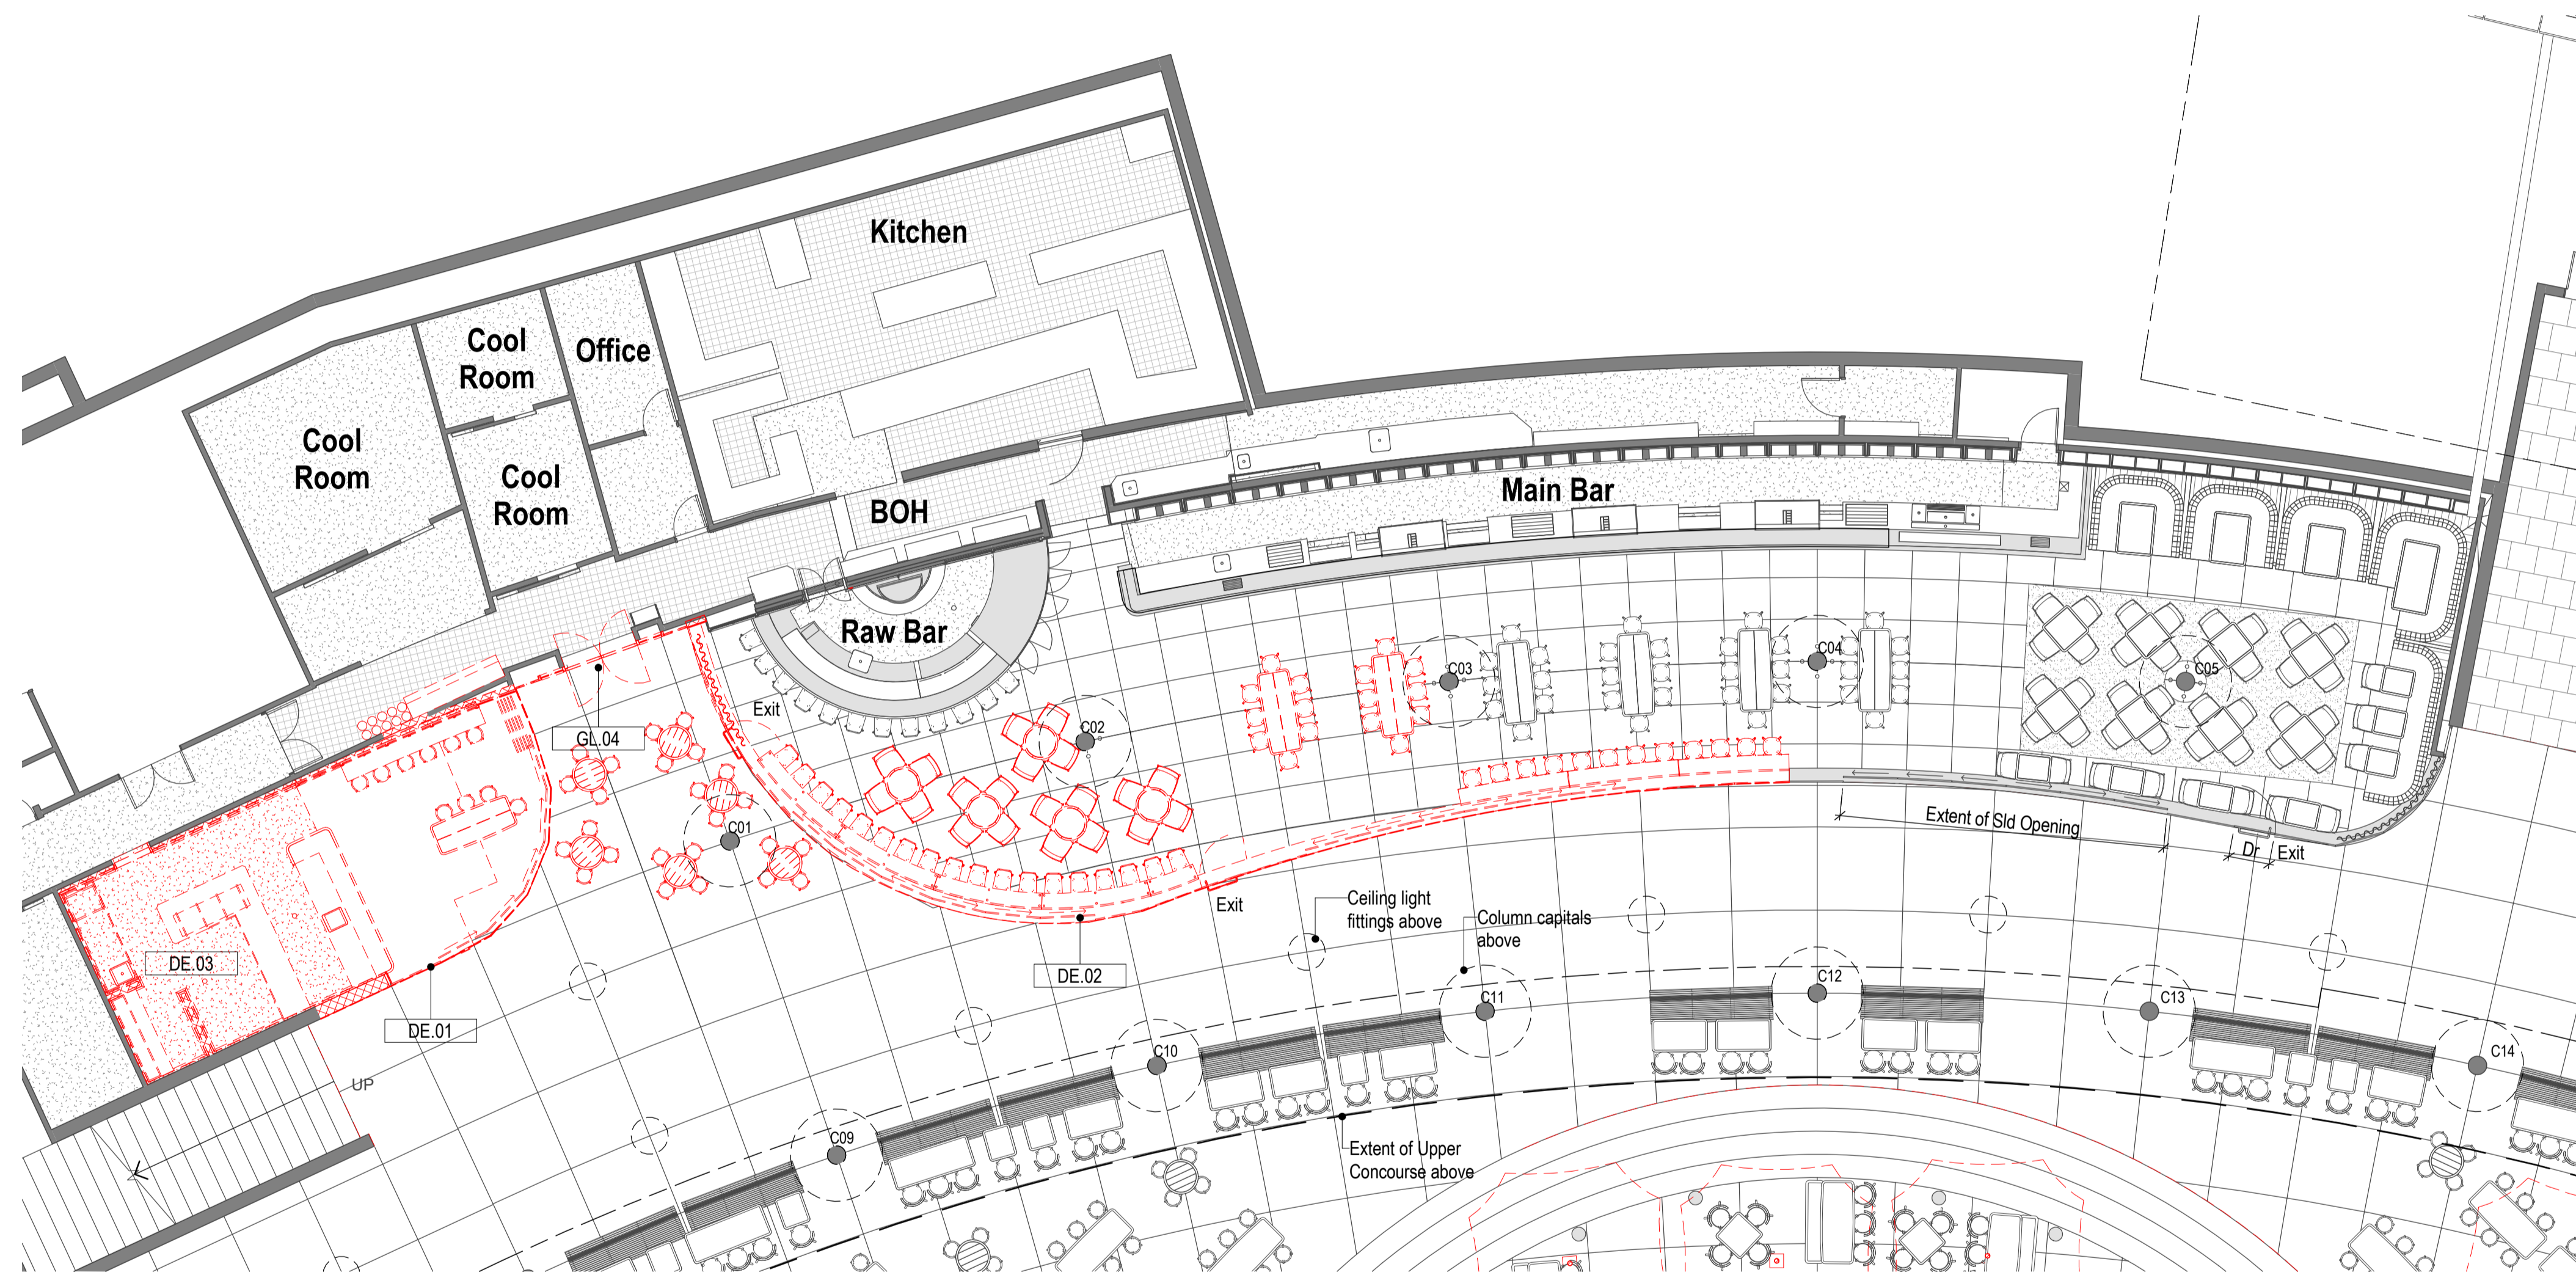 Kitchen
Cool
Room
Office
Cool
Room
Cool
Room
BOH
Main Bar
Raw Bar
C03
C04
C05
Exit
GL.04
C02
C01
Extent of Sld Opening
Dr
Exit
Exit
Ceiling light
fittings above
Column capitals
above
DE.03
DE.02
DE.01
C12
C11
C13
C10
C14
UP
C09
Extent of Upper
Concourse above